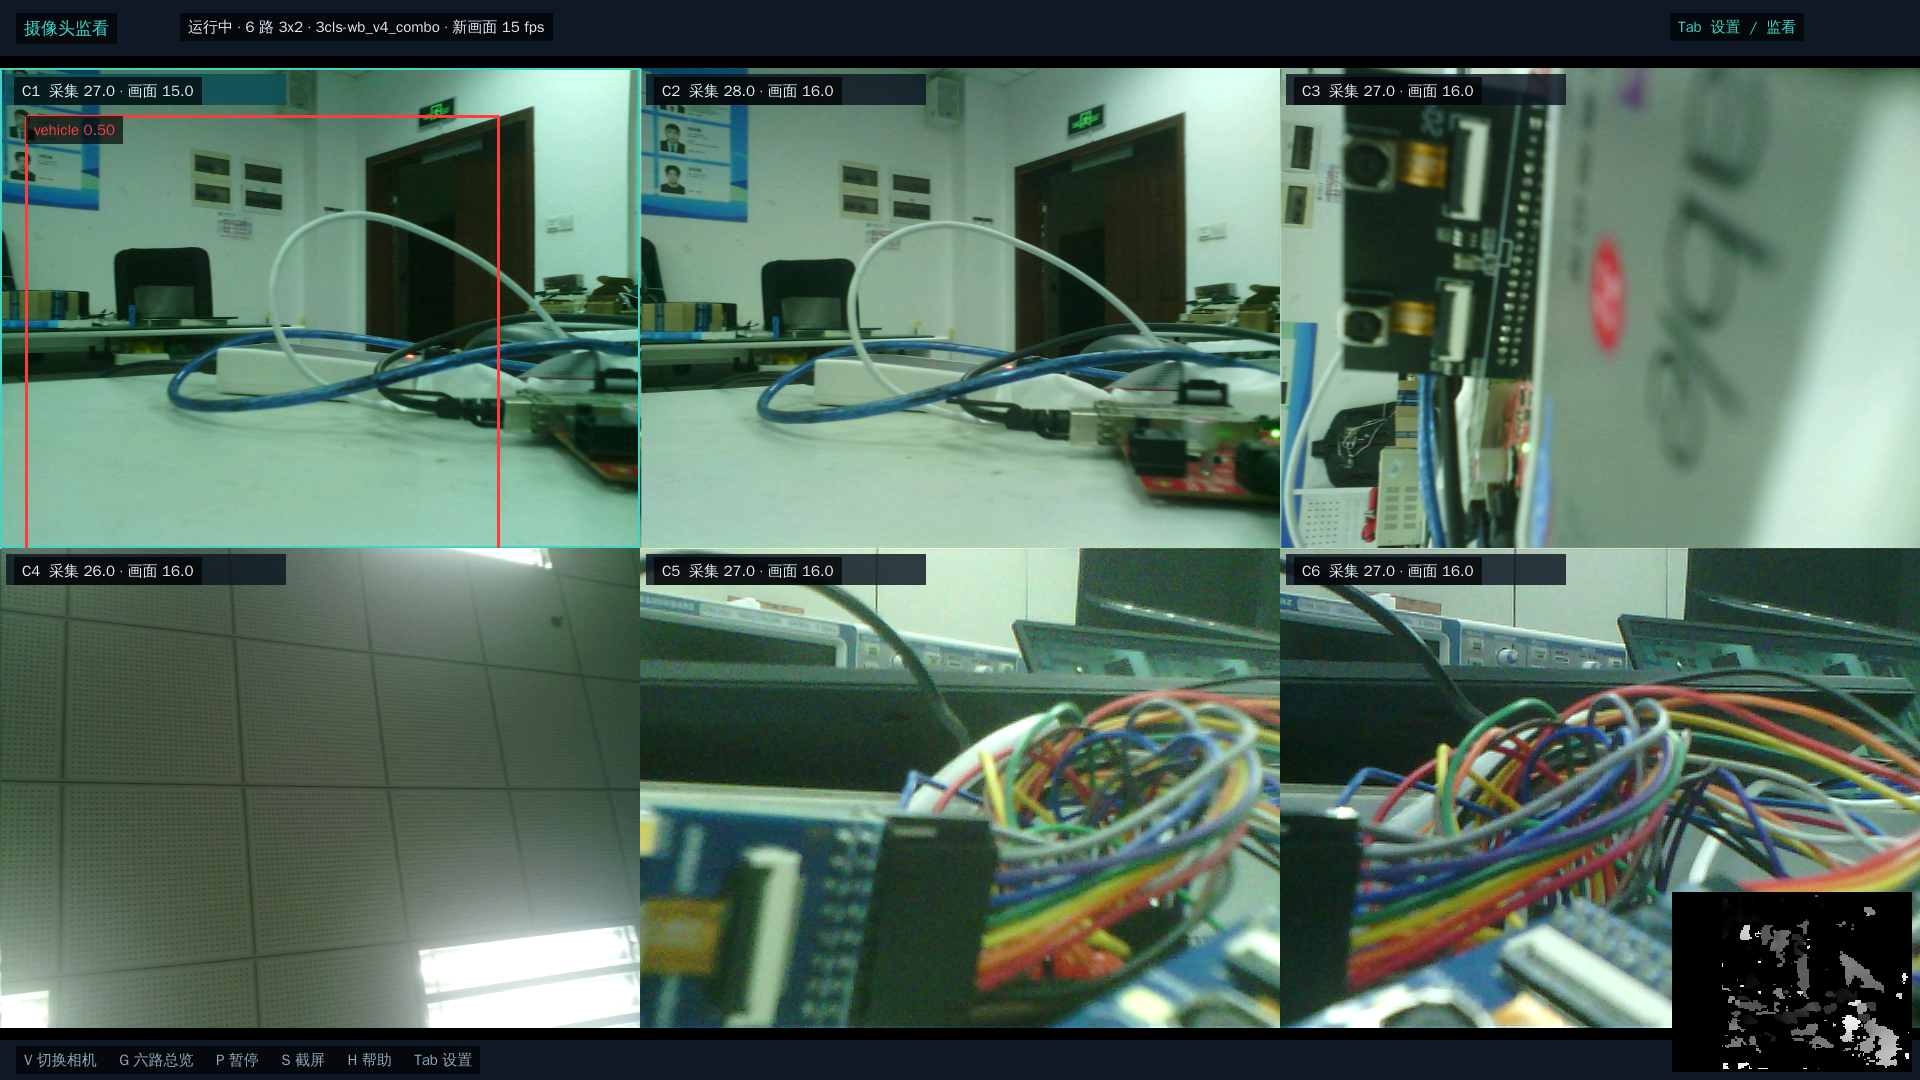 摄像头监看
运行中 · 6 路 3x2 · 3cls-wb_v4_combo · 新画面 15 fps
Tab 设置 / 监看
C1 采集 27.0 · 画面 15.0
C2 采集 28.0 · 画面 16.0
C3 采集 27.0 · 画面 16.0
vehicle 0.50
C4 采集 26.0 · 画面 16.0
C5 采集 27.0 · 画面 16.0
C6 采集 27.0 · 画面 16.0
V 切换相机 G 六路总览 P 暂停 S 截屏 H 帮助 Tab 设置